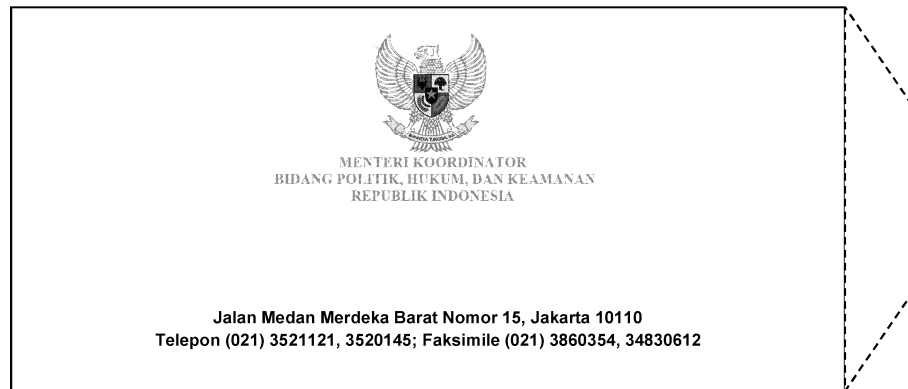 MENTERI KOORDINATOR
BIDANG POLITIK, HUKUM, DAN KEAMANAN
REPUBLIK INDONESIA
Jalan Medan Merdeka Barat Nomor 15, Jakarta 10110
Telepon (021) 3521121, 3520145; Faksimile (021) 3860354, 34830612